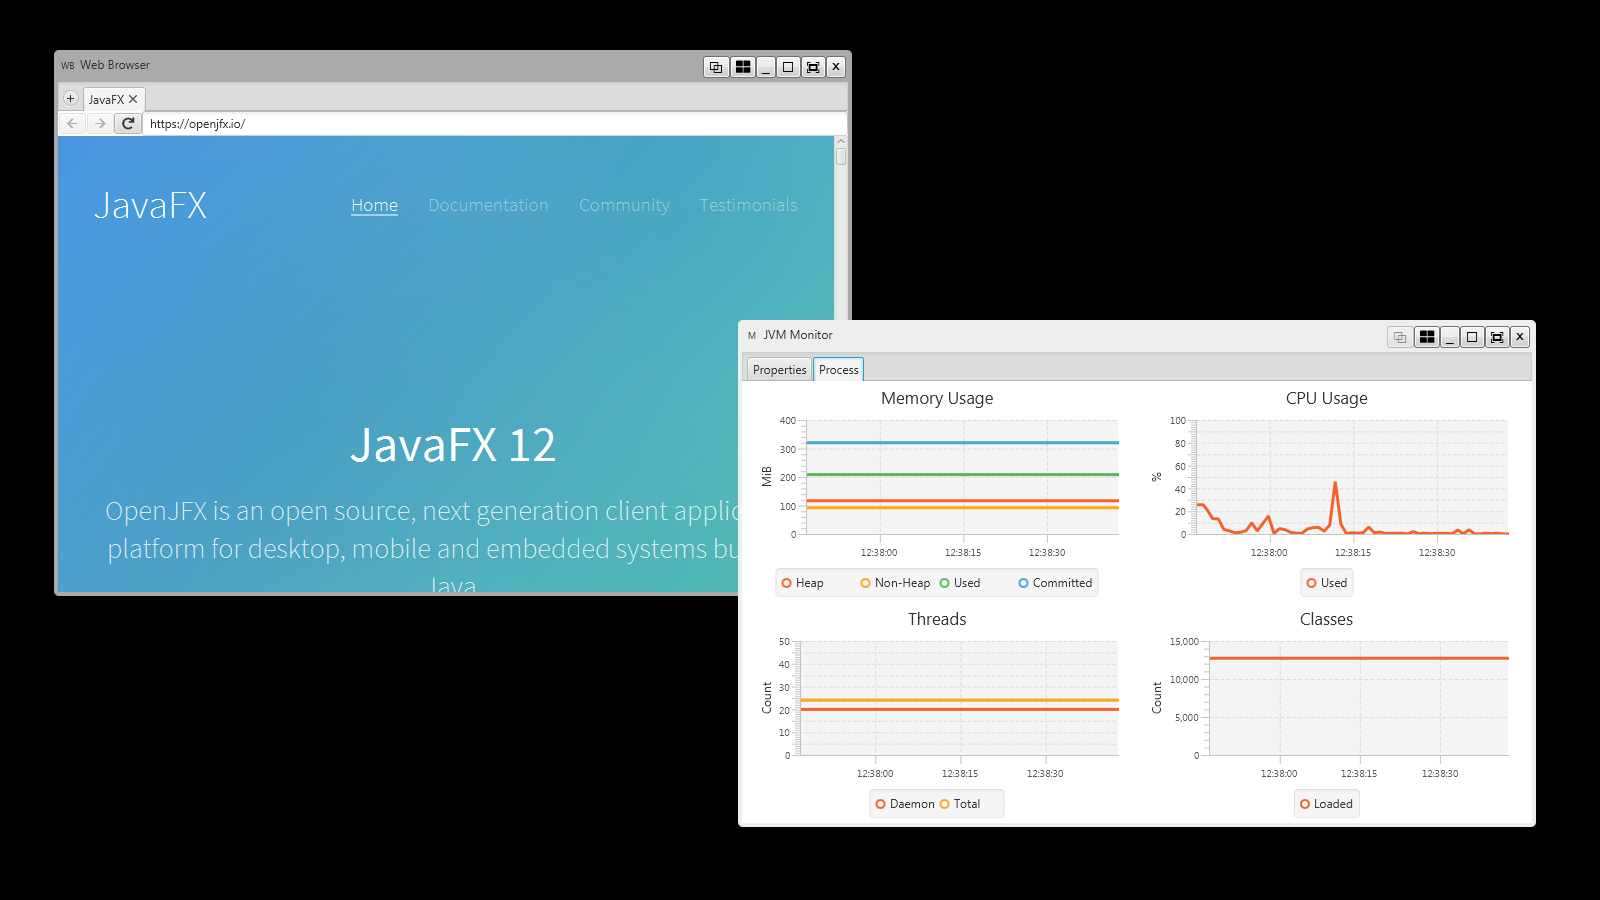 WB Web Browser
JavaFX
https://openjfx.io/
JavaFX
Home Documentation Community Testimonials
JavaFX 12
OpenJFX is an open source, next generation client applic
platform for desktop, mobile and embedded systems bu
Java
M JVM Monitor
Properties Process
Memory Usage
400
300
200
100
0
MiB
12:38:00 12:38:15 12:38:30
Heap Non-Heap Used Committed
CPU Usage
100
80
60
40
20
0
%
12:38:00 12:38:15 12:38:30
Used
Threads
50
40
30
20
10
0
Count
12:38:00 12:38:15 12:38:30
Daemon Total
Classes
15,000
10,000
5,000
0
Count
12:38:00 12:38:15 12:38:30
Loaded